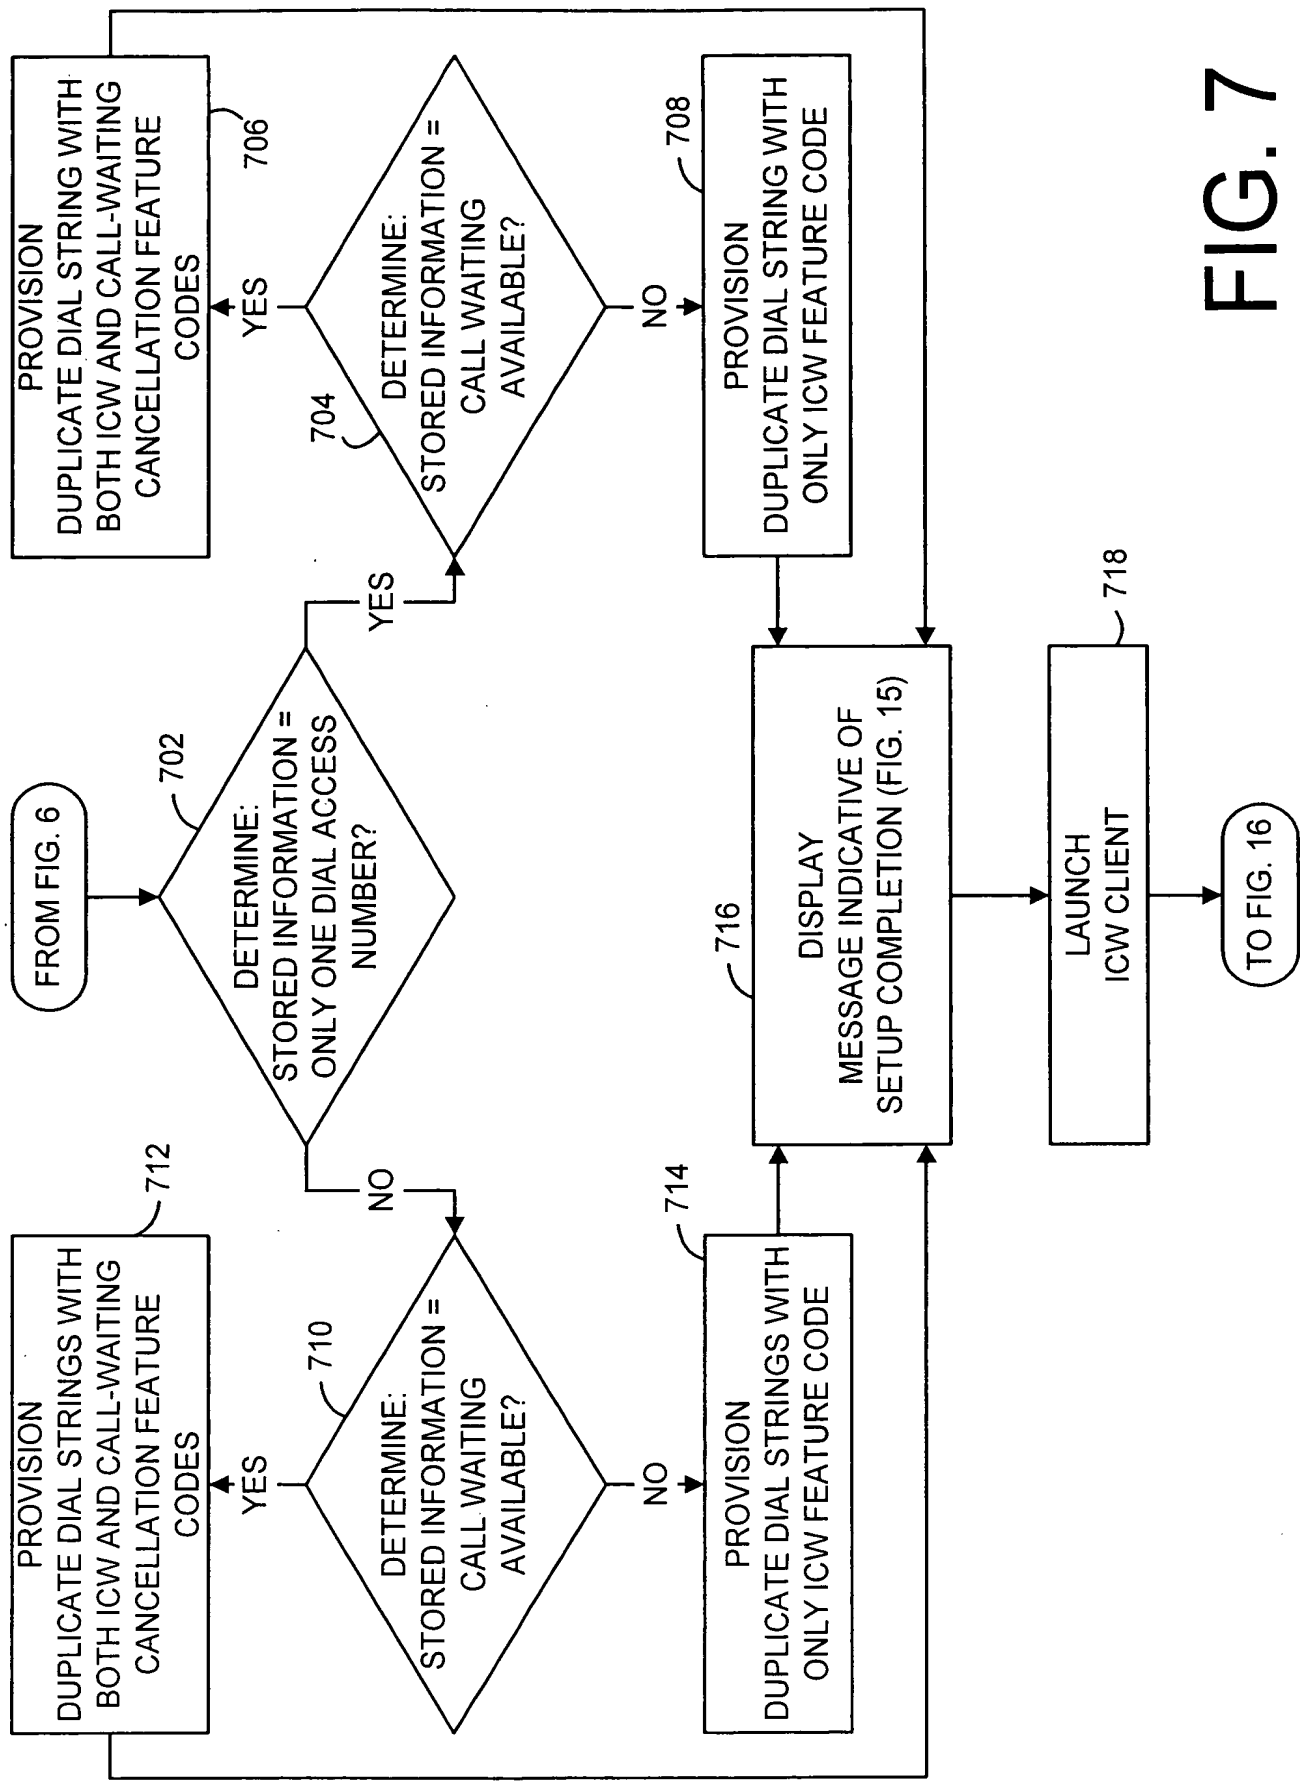 FROM FIG. 6
702
DETERMINE:
STORED INFORMATION =
ONLY ONE DIAL ACCESS
NUMBER?
NO
YES
712
PROVISION
DUPLICATE DIAL STRINGS WITH
BOTH ICW AND CALL-WAITING
CANCELLATION FEATURE
CODES
YES
710
DETERMINE:
STORED INFORMATION =
CALL WAITING
AVAILABLE?
NO
714
PROVISION
DUPLICATE DIAL STRINGS WITH
ONLY ICW FEATURE CODE
PROVISION
DUPLICATE DIAL STRING WITH
BOTH ICW AND CALL-WAITING
CANCELLATION FEATURE
CODES
706
YES
704
DETERMINE:
STORED INFORMATION =
CALL WAITING
AVAILABLE?
NO
708
PROVISION
DUPLICATE DIAL STRING WITH
ONLY ICW FEATURE CODE
716
DISPLAY
MESSAGE INDICATIVE OF
SETUP COMPLETION (FIG. 15)
718
LAUNCH
ICW CLIENT
TO FIG. 16
FIG. 7